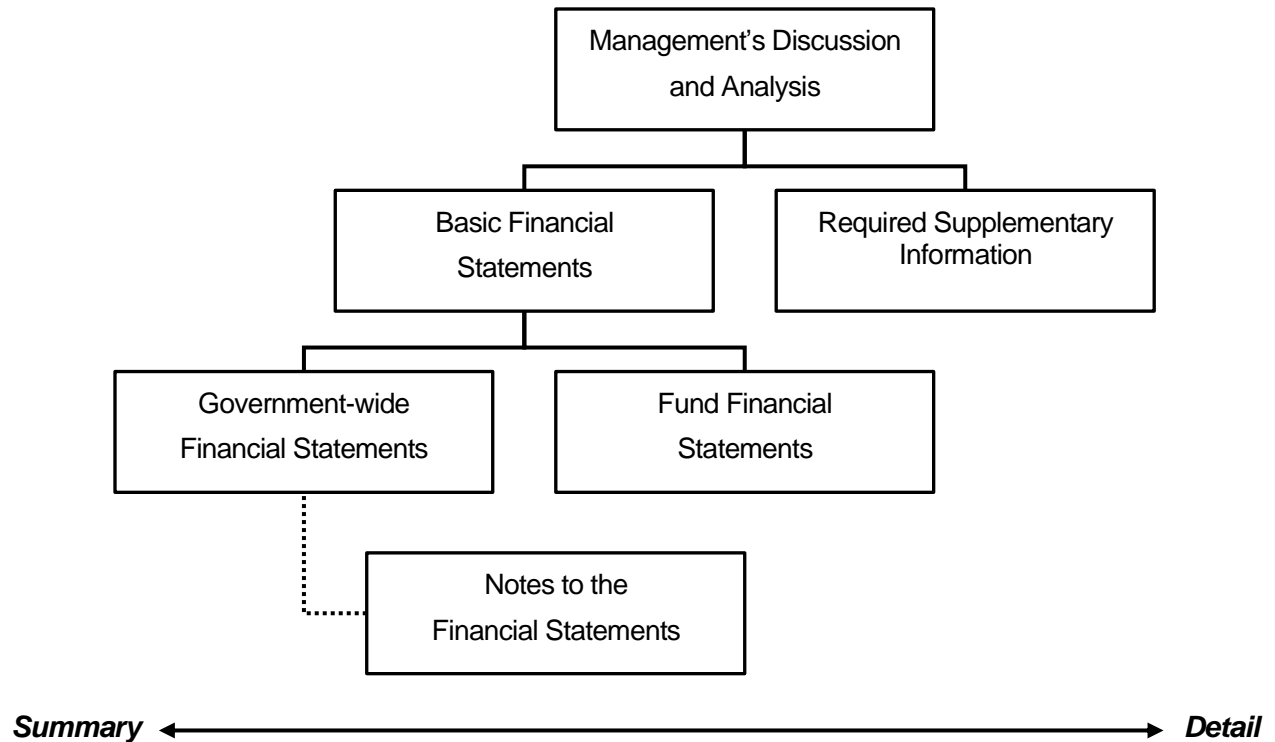 Management’s Discussion
and Analysis
Basic Financial
Statements
Required Supplementary
Information
Government-wide
Financial Statements
Fund Financial
Statements
Notes to the
Financial Statements
Summary
Detail